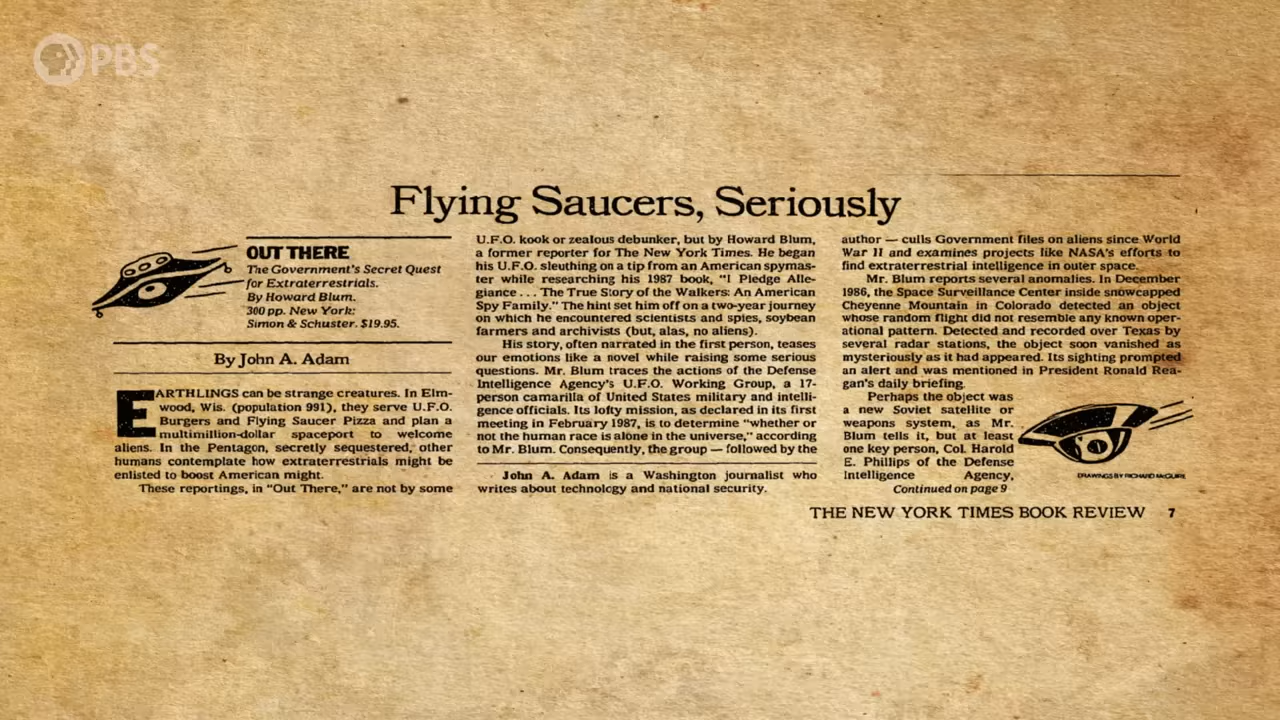 PBS
Flying Saucers, Seriously
OUT THERE
The Government's Secret Quest
for Extraterrestrials.
By Howard Blum.
300 pp. New York:
Simon & Schuster. $19.95.
By John A. Adam
EARTHLINGS can be strange creatures. In Elm-
wood, Wis. (population 991), they serve U.F.O.
Burgers and Flying Saucer Pizza and plan a
multimillion-dollar spaceport to welcome
aliens. In the Pentagon, secretly sequestered, other
humans contemplate how extraterrestrials might be
enlisted to boost American might.
These reportings, in "Out There," are not by some
U.F.O. kook or zealous debunker, but by Howard Blum,
a former reporter for The New York Times. He began
his U.F.O. sleuthing on a tip from an American spymas-
ter while researching his 1987 book, "I Pledge Alle-
giance . . . The True Story of the Walkers: An American
Spy Family." The hint set him off on a two-year journey
on which he encountered scientists and spies, soybean
farmers and archivists (but, alas, no aliens).
His story, often narrated in the first person, teases
our emotions like a novel while raising some serious
questions. Mr. Blum traces the actions of the Defense
Intelligence Agency's U.F.O. Working Group, a 17-
person camarilla of United States military and intelli-
gence officials. Its lofty mission, as declared in its first
meeting in February 1987, is to determine "whether or
not the human race is alone in the universe," according
to Mr. Blum. Consequently, the group — followed by the
John A. Adam is a Washington journalist who
writes about technology and national security.
author — culls Government files on aliens since World
War II and examines projects like NASA's efforts to
find extraterrestrial intelligence in outer space.
Mr. Blum reports several anomalies. In December
1986, the Space Surveillance Center inside snowcapped
Cheyenne Mountain in Colorado detected an object
whose random flight did not resemble any known oper-
ational pattern. Detected and recorded over Texas by
several radar stations, the object soon vanished as
mysteriously as it had appeared. Its sighting prompted
an alert and was mentioned in President Ronald Rea-
gan's daily briefing.
Perhaps the object was
a new Soviet satellite or
weapons system, as Mr.
Blum tells it, but at least
one key person, Col. Harold
E. Phillips of the Defense
Intelligence Agency,
Continued on page 9
DRAWINGS BY RICHARD McGUIRE
THE NEW YORK TIMES BOOK REVIEW 7